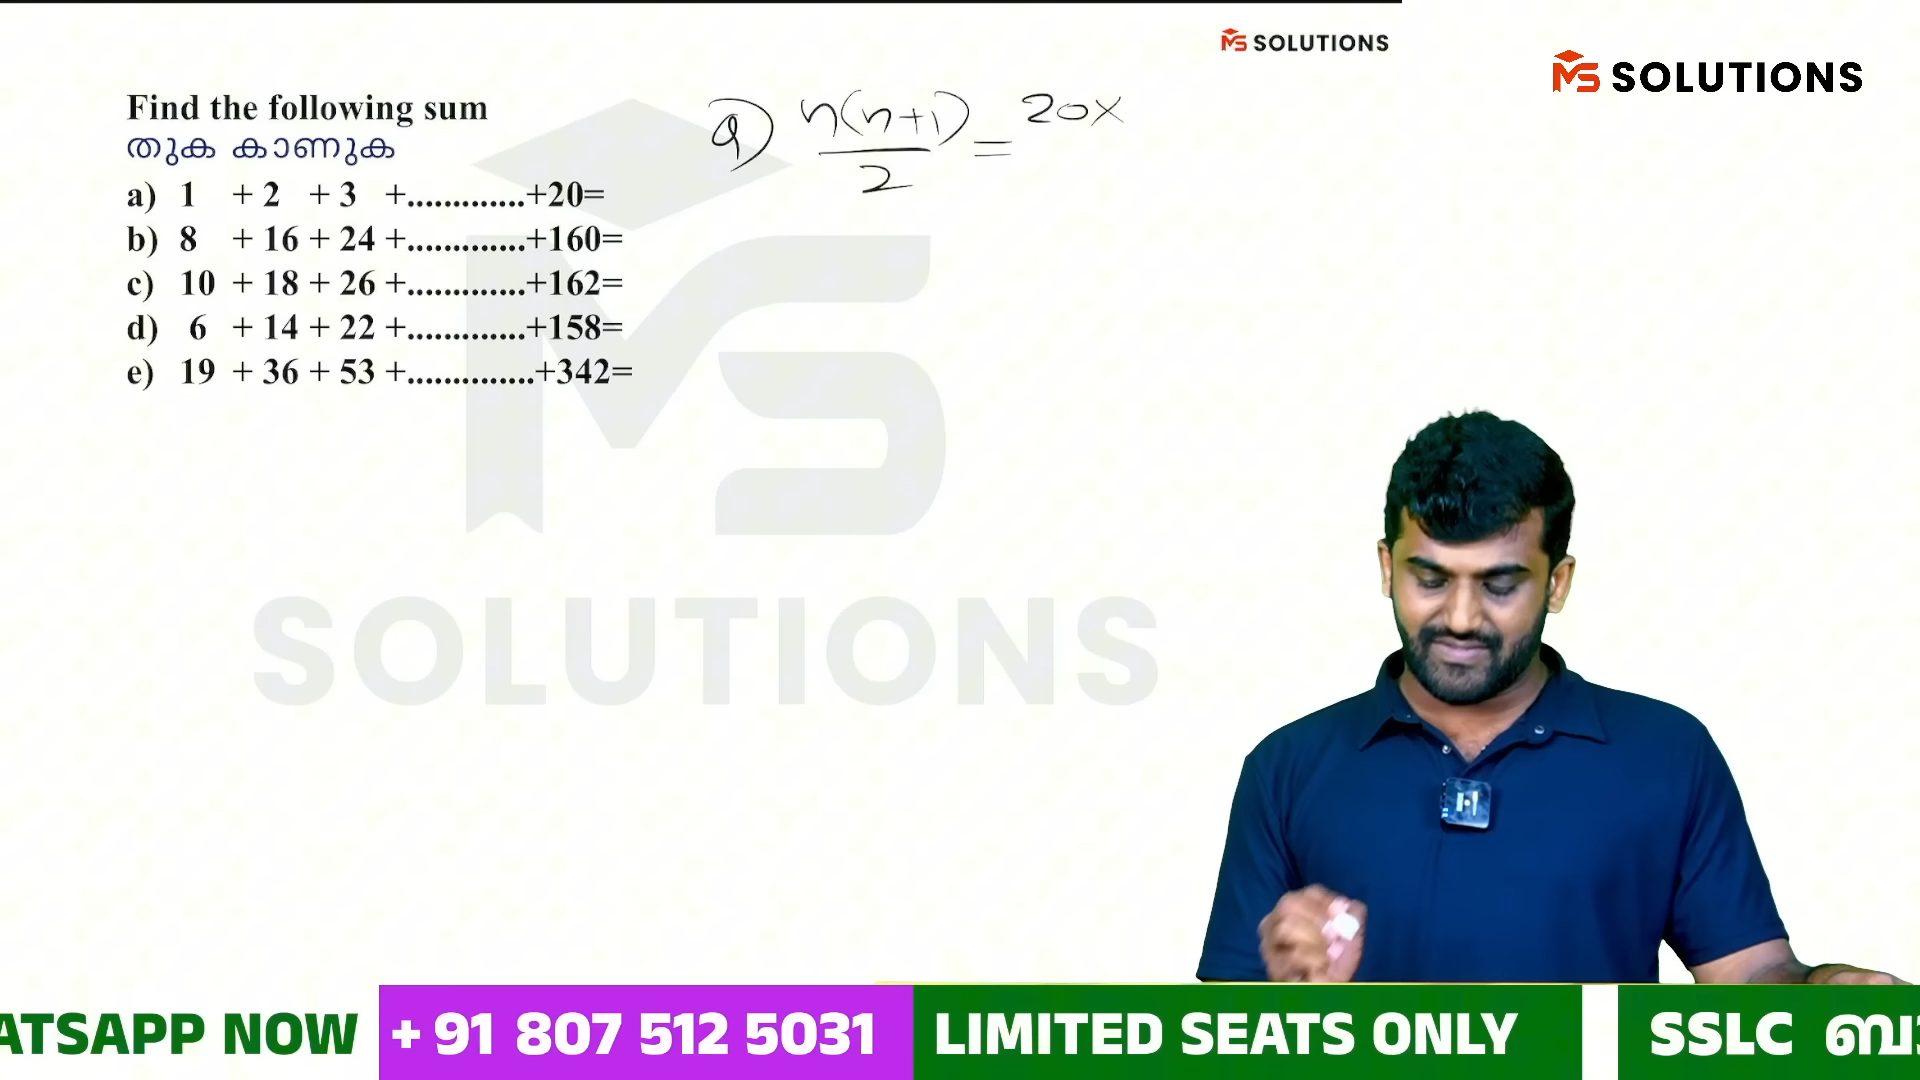 MS SOLUTIONS
MS SOLUTIONS
Find the following sum
തുക കാണുക
a) 1 + 2 + 3 +.............+20=
b) 8 + 16 + 24 +.............+160=
c) 10 + 18 + 26 +.............+162=
d) 6 + 14 + 22 +.............+158=
e) 19 + 36 + 53 +..............+342=
a) n(n+1)/2 = 20x
MS
SOLUTIONS
ATSAPP NOW + 91 807 512 5031 LIMITED SEATS ONLY SSLC